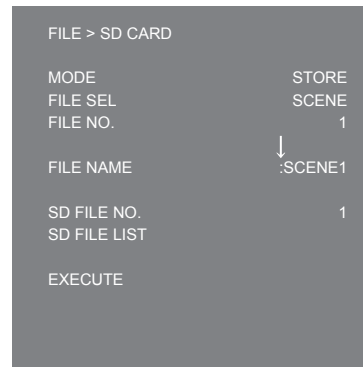 FILE > SD CARD
MODE STORE
FILE SEL SCENE
FILE NO. 1
↓
FILE NAME :SCENE1
SD FILE NO. 1
SD FILE LIST
EXECUTE